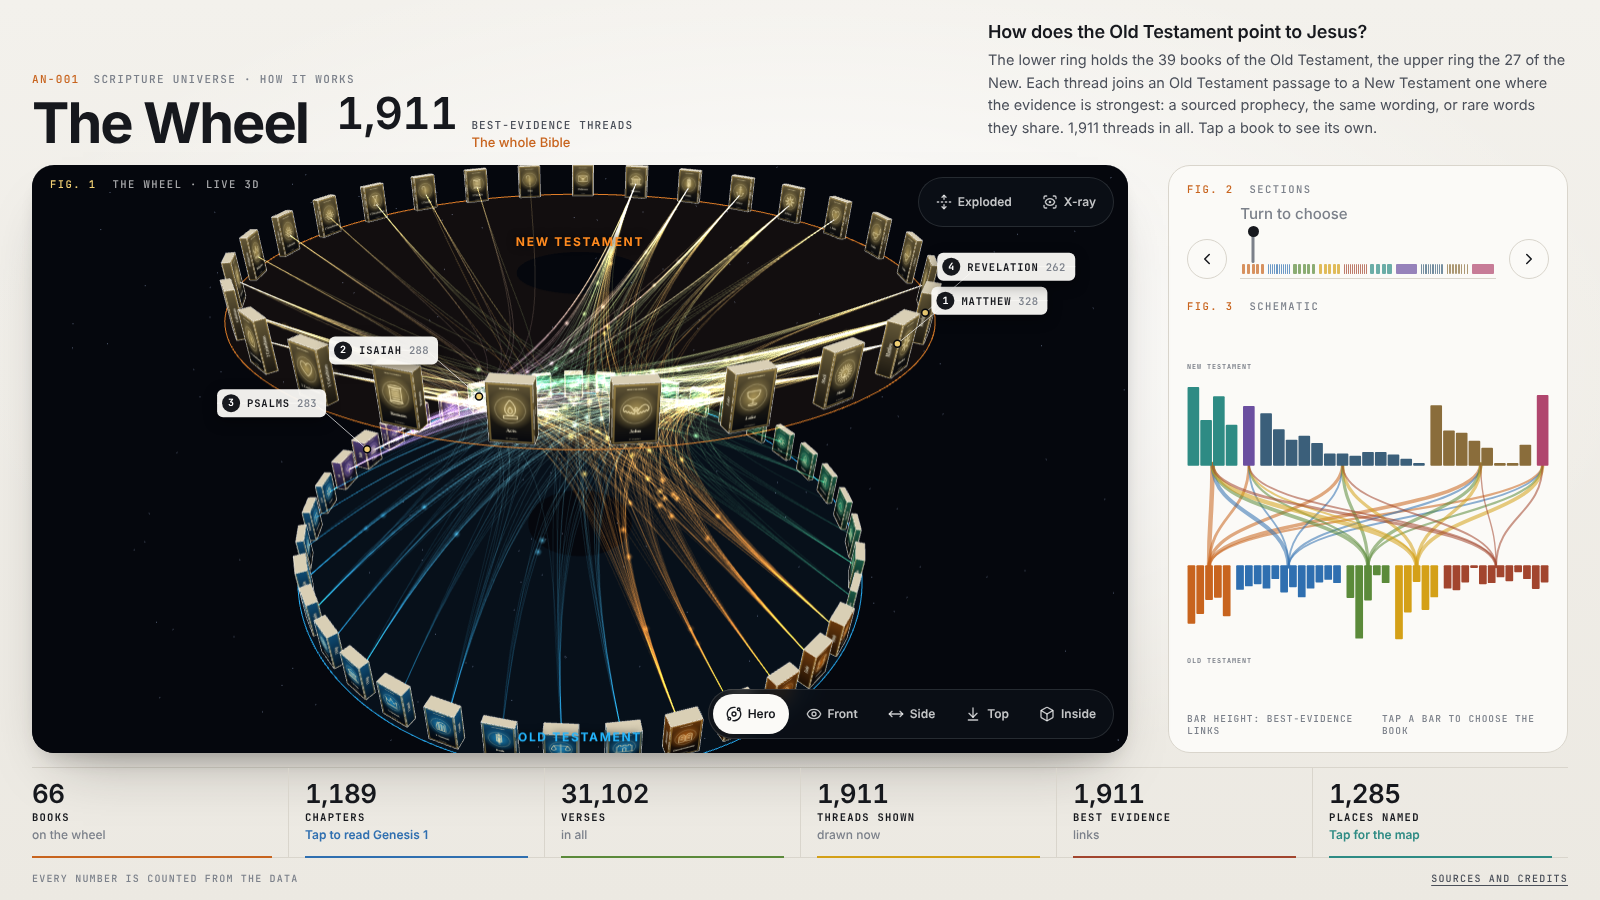 AN-001 SCRIPTURE UNIVERSE · HOW IT WORKS
The Wheel
1,911
BEST-EVIDENCE THREADS
The whole Bible
How does the Old Testament point to Jesus?
The lower ring holds the 39 books of the Old Testament, the upper ring the 27 of the
New. Each thread joins an Old Testament passage to a New Testament one where
the evidence is strongest: a sourced prophecy, the same wording, or rare words
they share. 1,911 threads in all. Tap a book to see its own.
FIG. 1 THE WHEEL · LIVE 3D
Exploded
X-ray
NEW TESTAMENT
4 REVELATION 262
1 MATTHEW 328
2 ISAIAH 288
3 PSALMS 283
Acts
John
OLD TESTAMENT
Hero
Front
Side
Top
Inside
FIG. 2 SECTIONS
Turn to choose
FIG. 3 SCHEMATIC
NEW TESTAMENT
OLD TESTAMENT
BAR HEIGHT: BEST-EVIDENCE
LINKS
TAP A BAR TO CHOOSE THE
BOOK
66
BOOKS
on the wheel
1,189
CHAPTERS
Tap to read Genesis 1
31,102
VERSES
in all
1,911
THREADS SHOWN
drawn now
1,911
BEST EVIDENCE
links
1,285
PLACES NAMED
Tap for the map
EVERY NUMBER IS COUNTED FROM THE DATA
SOURCES AND CREDITS